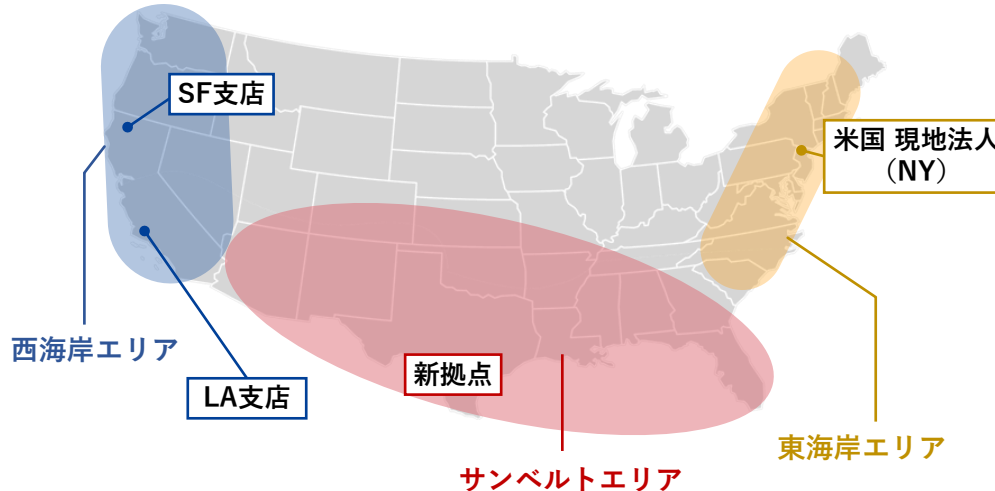 SF支店
米国 現地法人
（NY）
西海岸エリア
新拠点
LA支店
東海岸エリア
サンベルトエリア